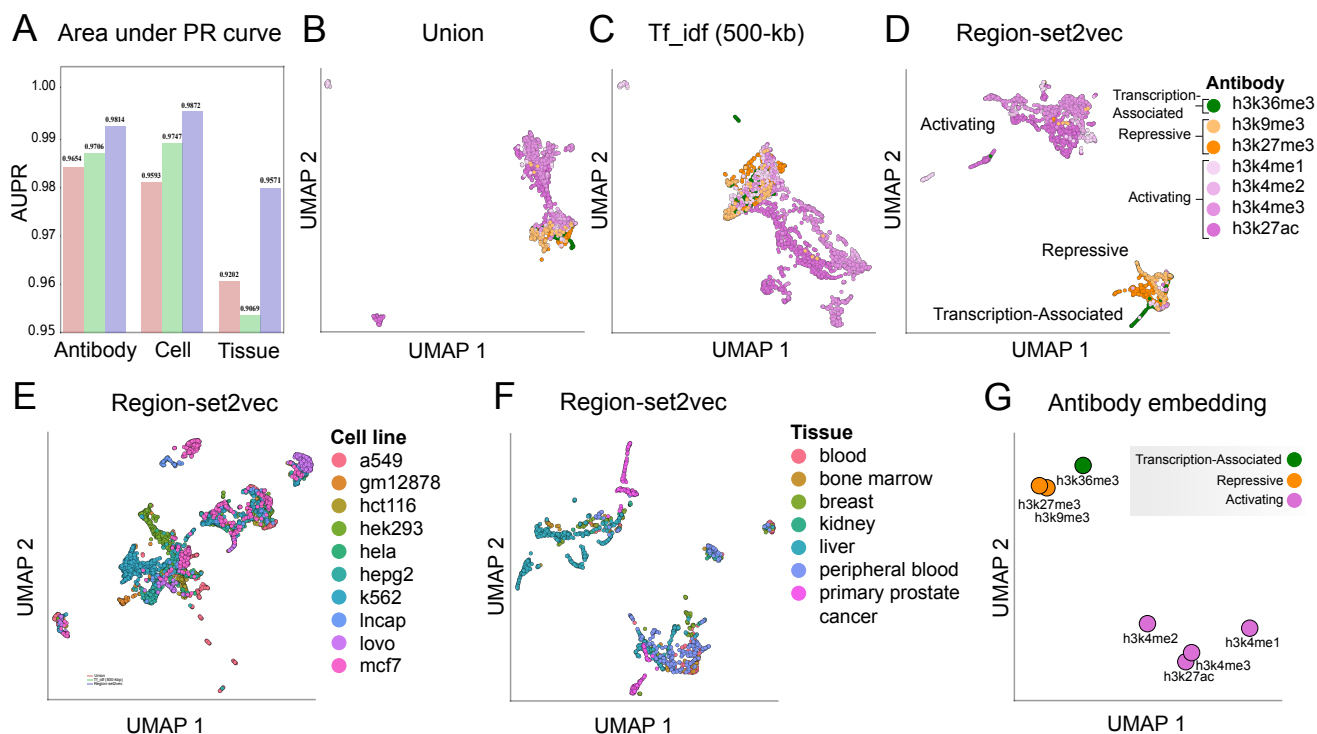 A Area under PR curve
AUPR
1.00
0.99
0.98
0.97
0.96
0.95
0.9654
0.9706
0.9814
0.9593
0.9747
0.9872
0.9202
0.9069
0.9571
Antibody Cell Tissue
B Union
UMAP 2
UMAP 1
C Tf_idf (500-kb)
UMAP 2
UMAP 1
D Region-set2vec
UMAP 2
UMAP 1
Activating
Repressive
Transcription-Associated
Antibody
Transcription-
Associated
h3k36me3
Repressive
h3k9me3
h3k27me3
Activating
h3k4me1
h3k4me2
h3k4me3
h3k27ac
E Region-set2vec
UMAP 2
UMAP 1
Union
Tf_idf (500-kbp)
Region-set2vec
Cell line
a549
gm12878
hct116
hek293
hela
hepg2
k562
lncap
lovo
mcf7
F Region-set2vec
UMAP 2
UMAP 1
Tissue
blood
bone marrow
breast
kidney
liver
peripheral blood
primary prostate
cancer
G Antibody embedding
UMAP 2
UMAP 1
Transcription-Associated
Repressive
Activating
h3k36me3
h3k27me3
h3k9me3
h3k4me2
h3k4me1
h3k4me3
h3k27ac